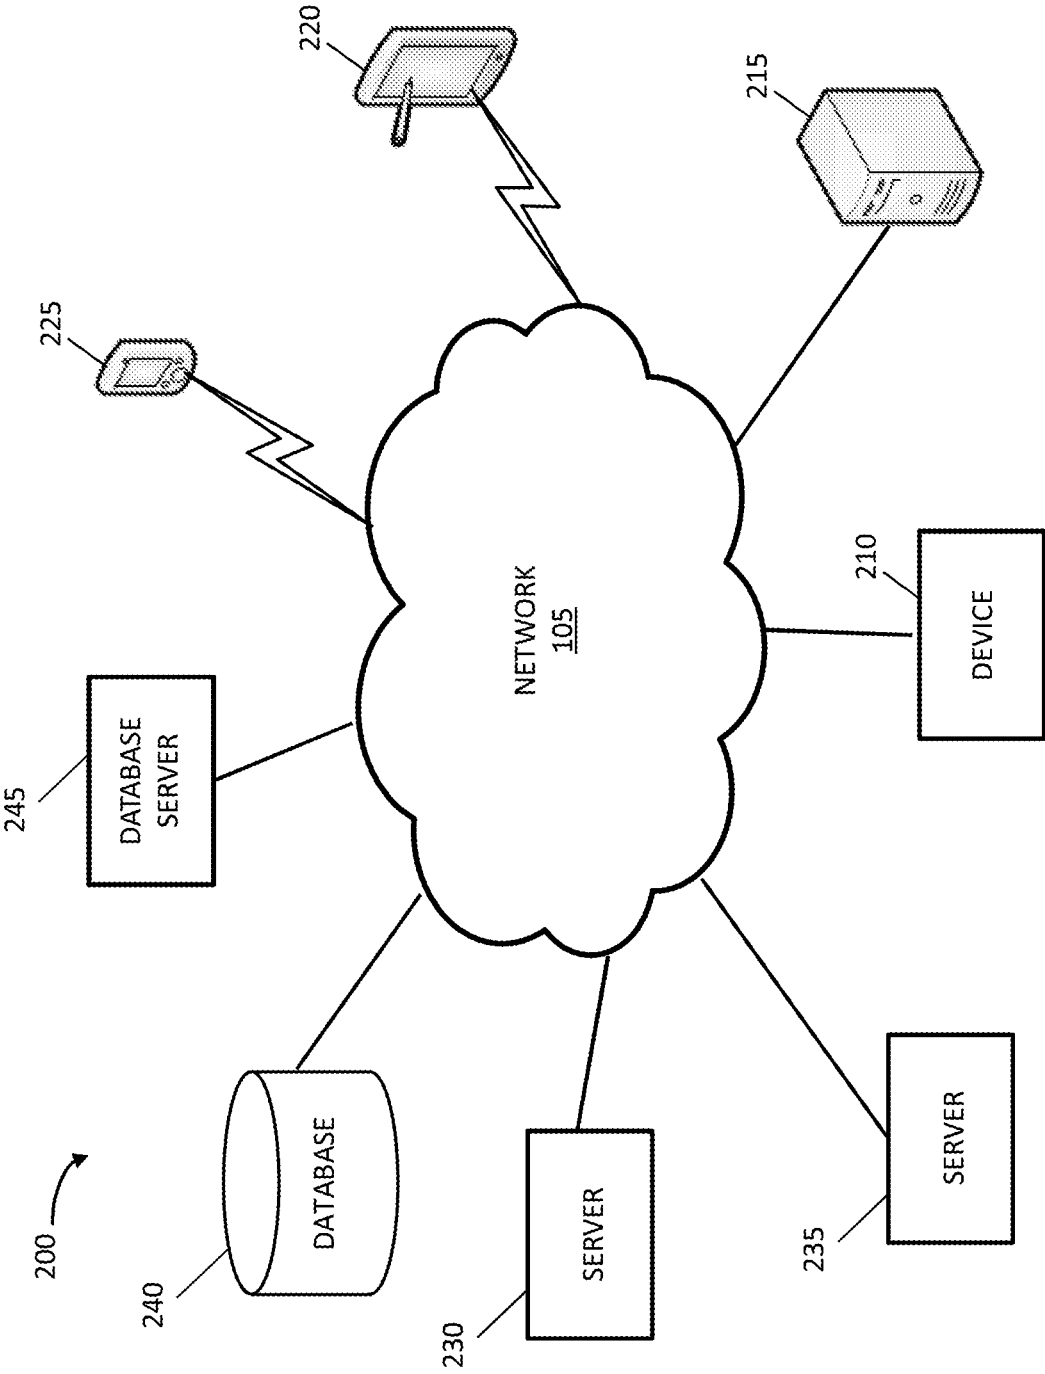 200
240
DATABASE
245
DATABASE
SERVER
225
220
230
SERVER
NETWORK
105
235
SERVER
210
DEVICE
215